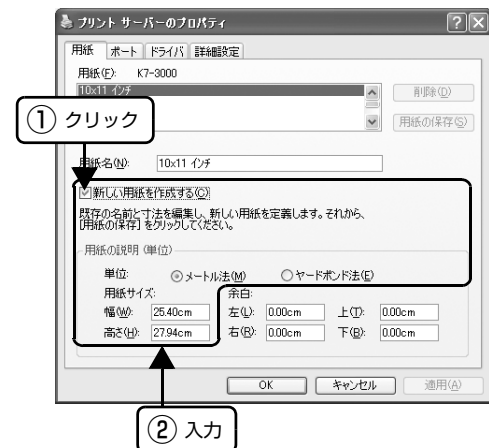 プリント サーバーのプロパティ
用紙 ポート ドライバ 詳細設定
用紙(F): K7-3000
10x11 インチ
削除(D)
① クリック
用紙の保存(S)
用紙名(N): 10x11 インチ
新しい用紙を作成する(C)
既存の名前と寸法を編集し、新しい用紙を定義します。それから、
[用紙の保存] をクリックしてください。
用紙の説明 (単位)
単位: メートル法(M) ヤードポンド法(E)
用紙サイズ: 余白:
幅(W): 25.40cm 左(L): 0.00cm 上(T): 0.00cm
高さ(H): 27.94cm 右(R): 0.00cm 下(B): 0.00cm
OK キャンセル 適用(A)
② 入力